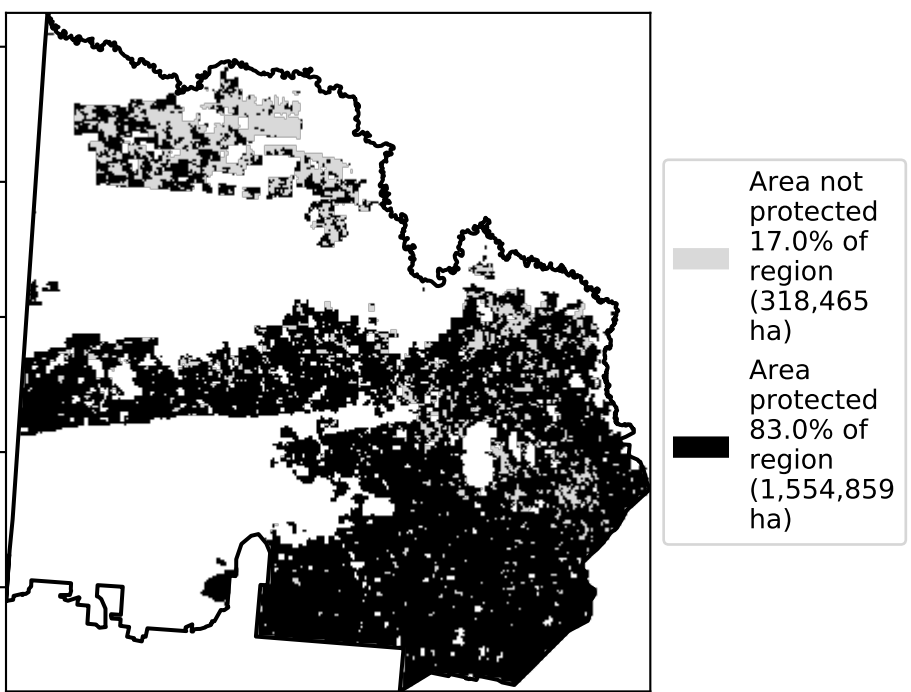 Area not
protected
17.0% of
region
(318,465
ha)
Area
protected
83.0% of
region
(1,554,859
ha)